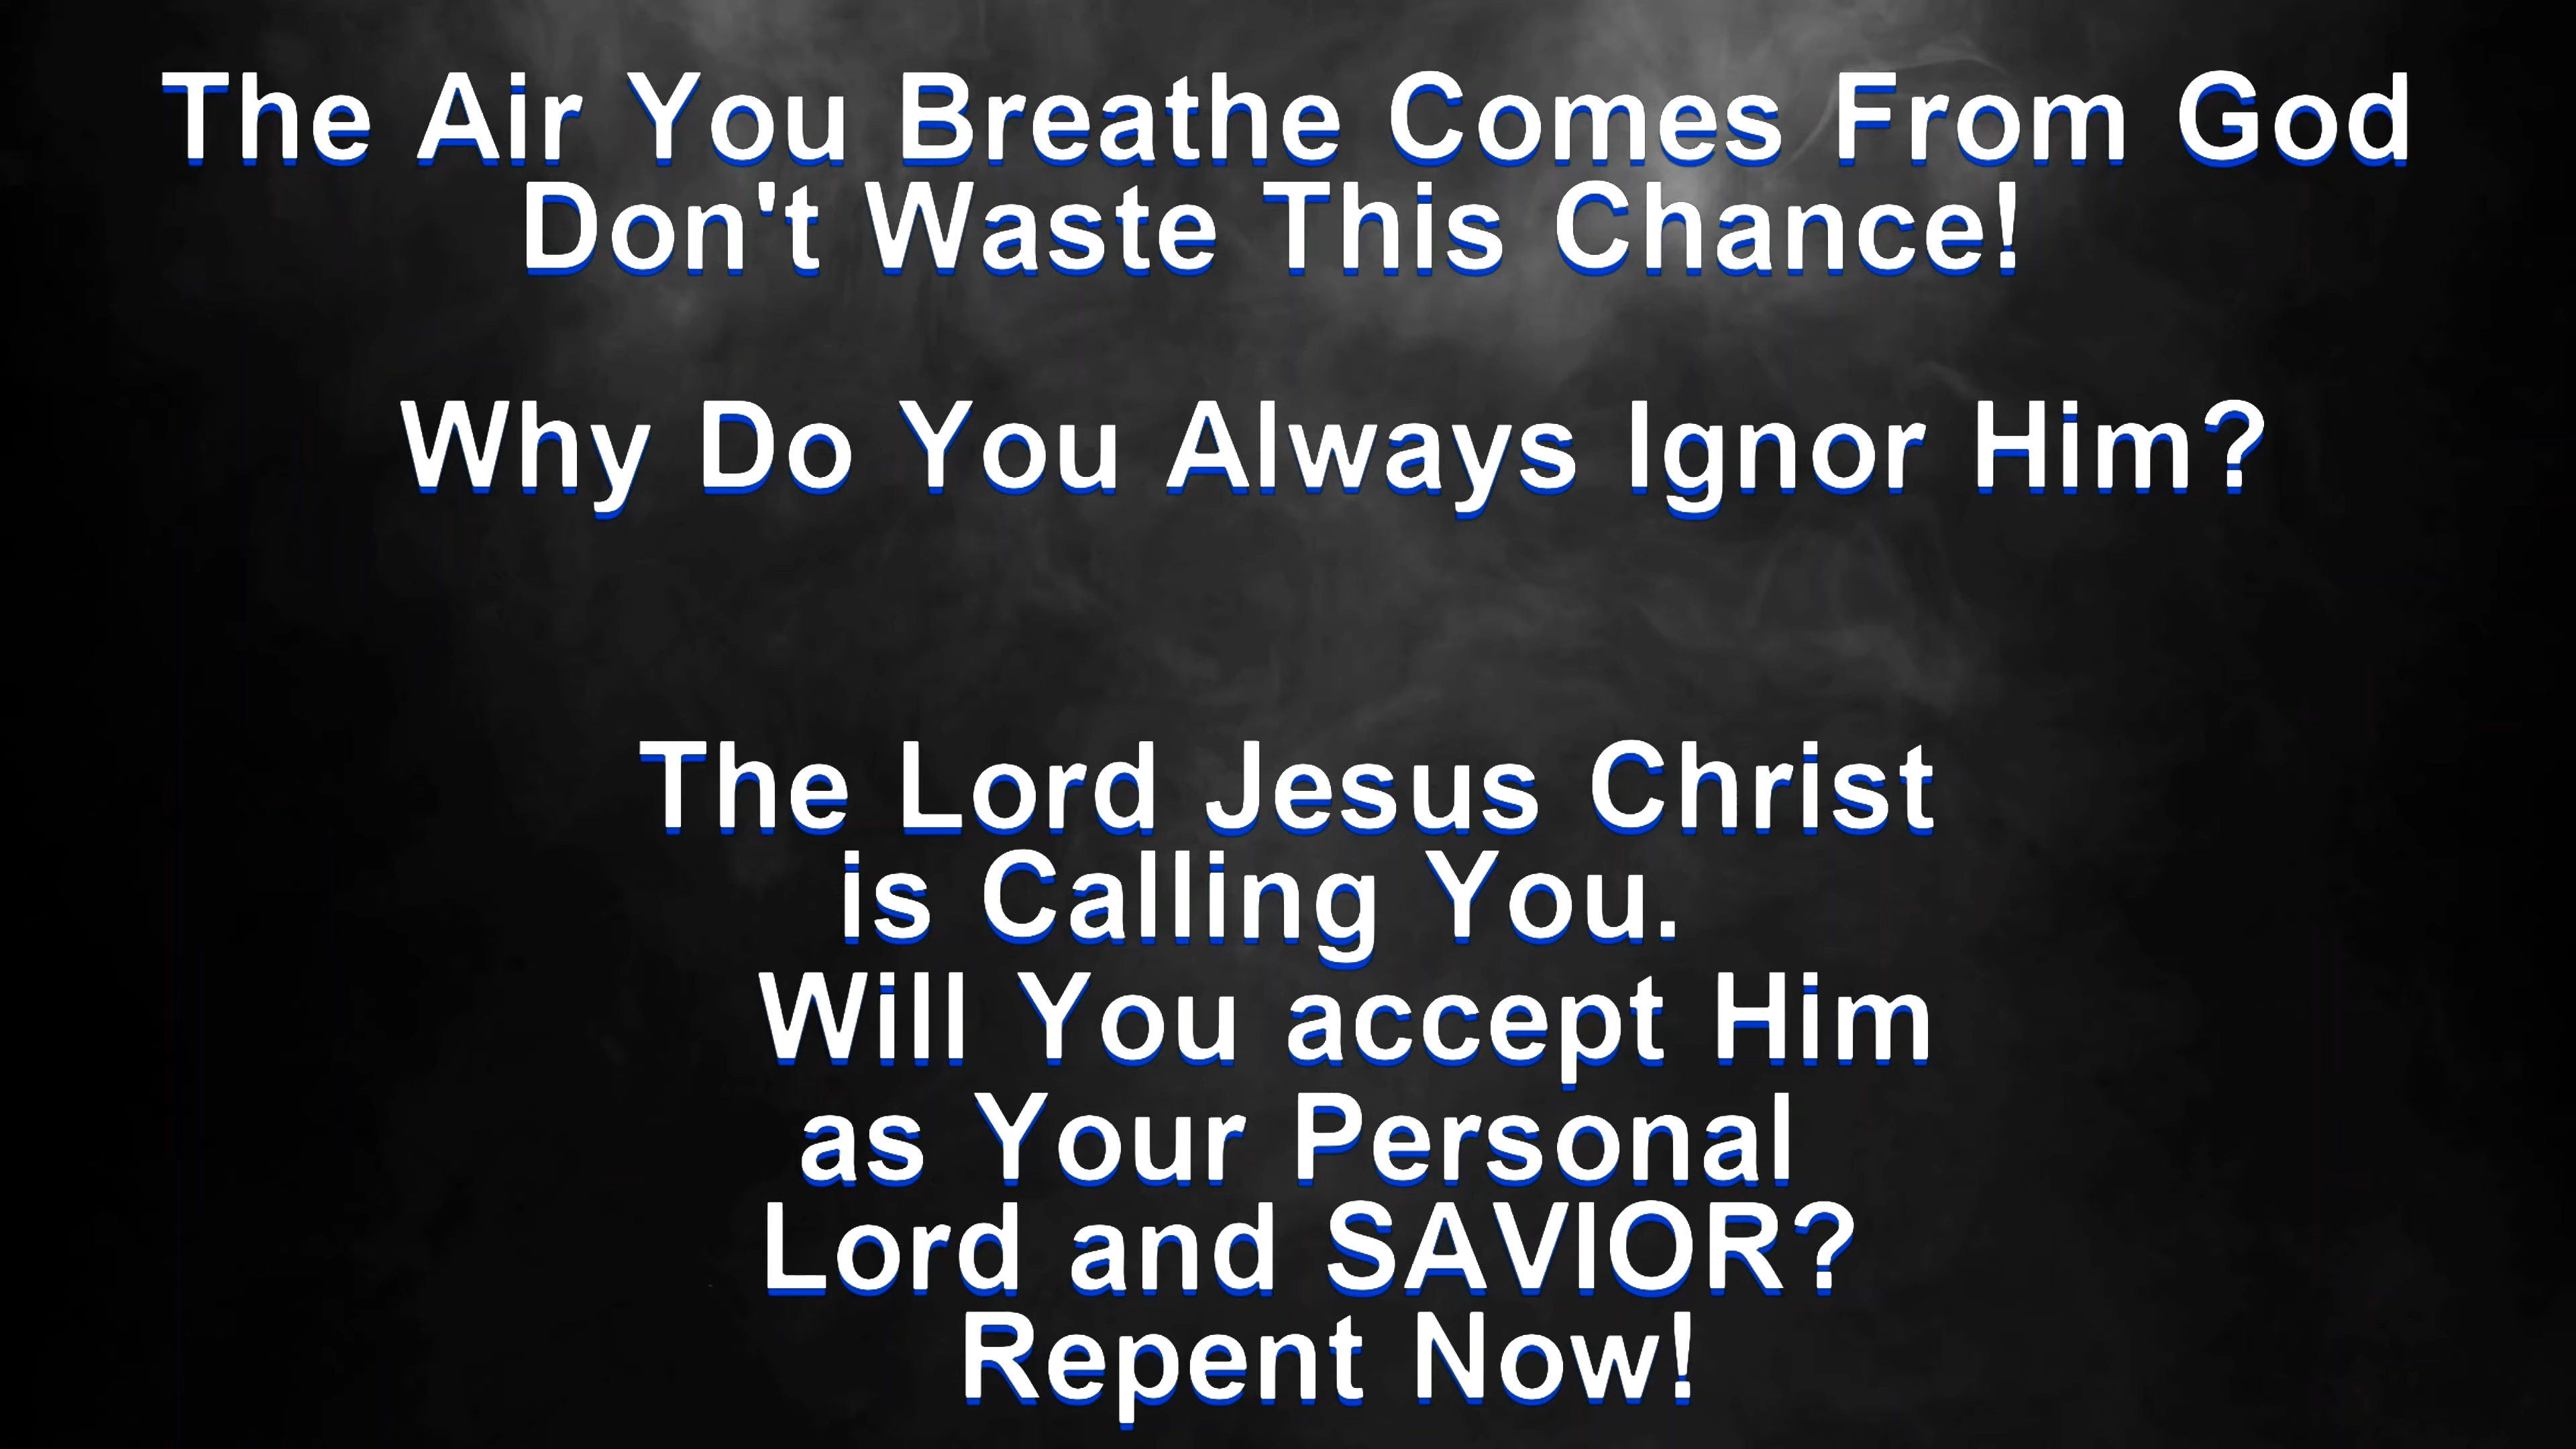 The Air You Breathe Comes From God
Don't Waste This Chance!
Why Do You Always Ignor Him?
The Lord Jesus Christ
is Calling You.
Will You accept Him
as Your Personal
Lord and SAVIOR?
Repent Now!